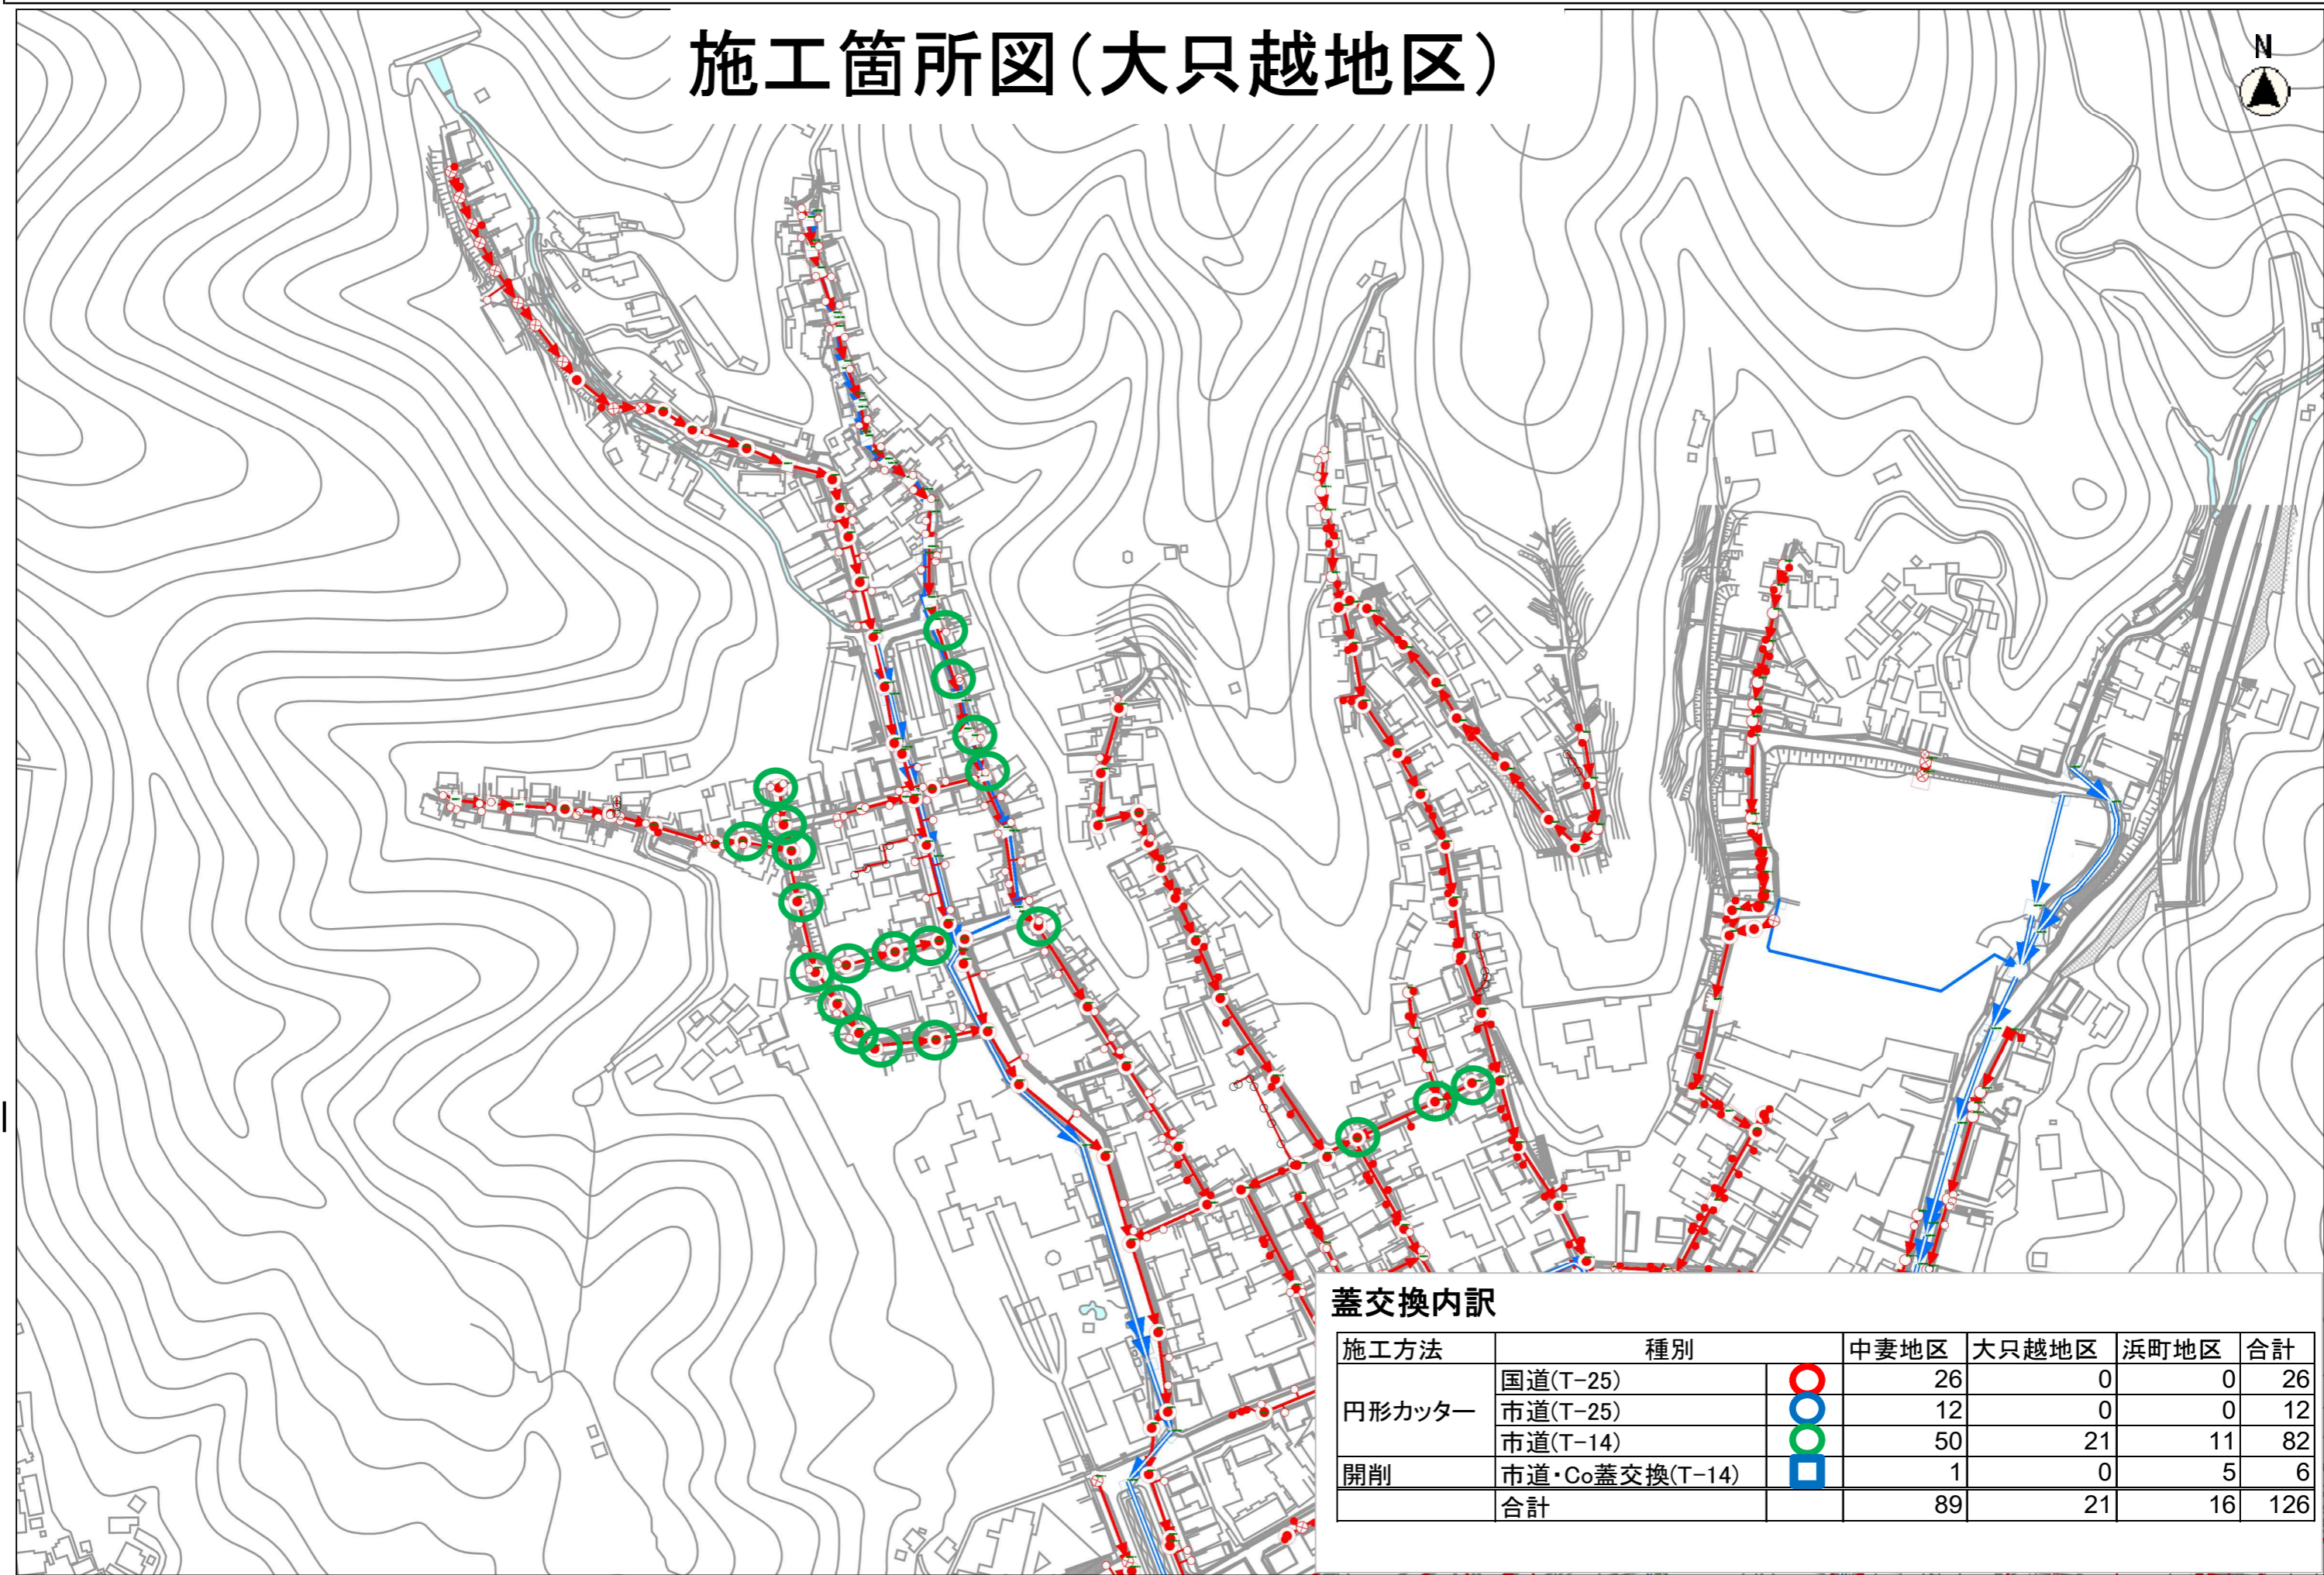 施工箇所図(大只越地区)
N
蓋交換内訳
施工方法 種別 中妻地区 大只越地区 浜町地区 合計
円形カッター 国道(T-25) 26 0 0 26
市道(T-25) 12 0 0 12
市道(T-14) 50 21 11 82
開削 市道・Co蓋交換(T-14) 1 0 5 6
合計 89 21 16 126